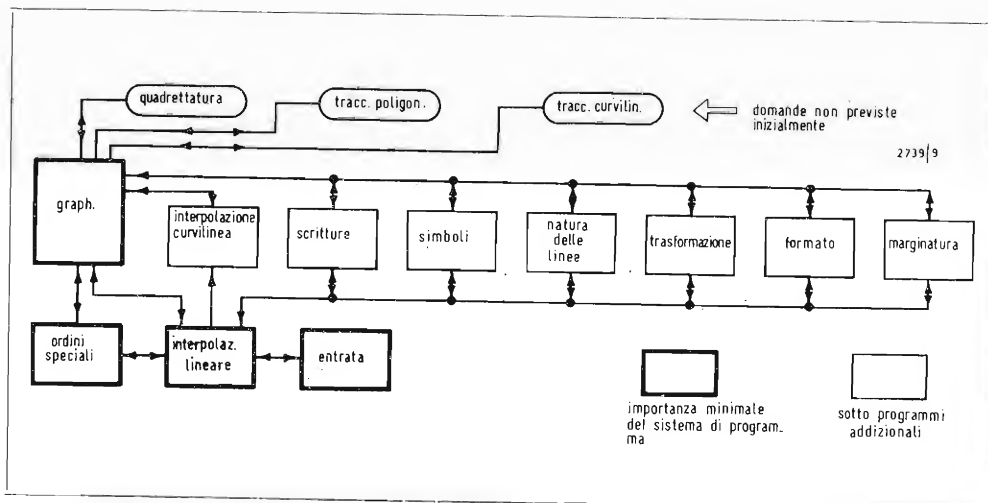 quadrettatura
tracc. poligon.
tracc. curvilin.
domande non previste
inizialmente
2739/9
graph.
interpolazione
curvilinea
scritture
simboli
natura
delle
linee
trasformazione
formato
marginatura
ordini
speciali
interpolaz.
lineare
entrata
importanza minimale
del sistema di program_
ma
sotto programmi
addizionali